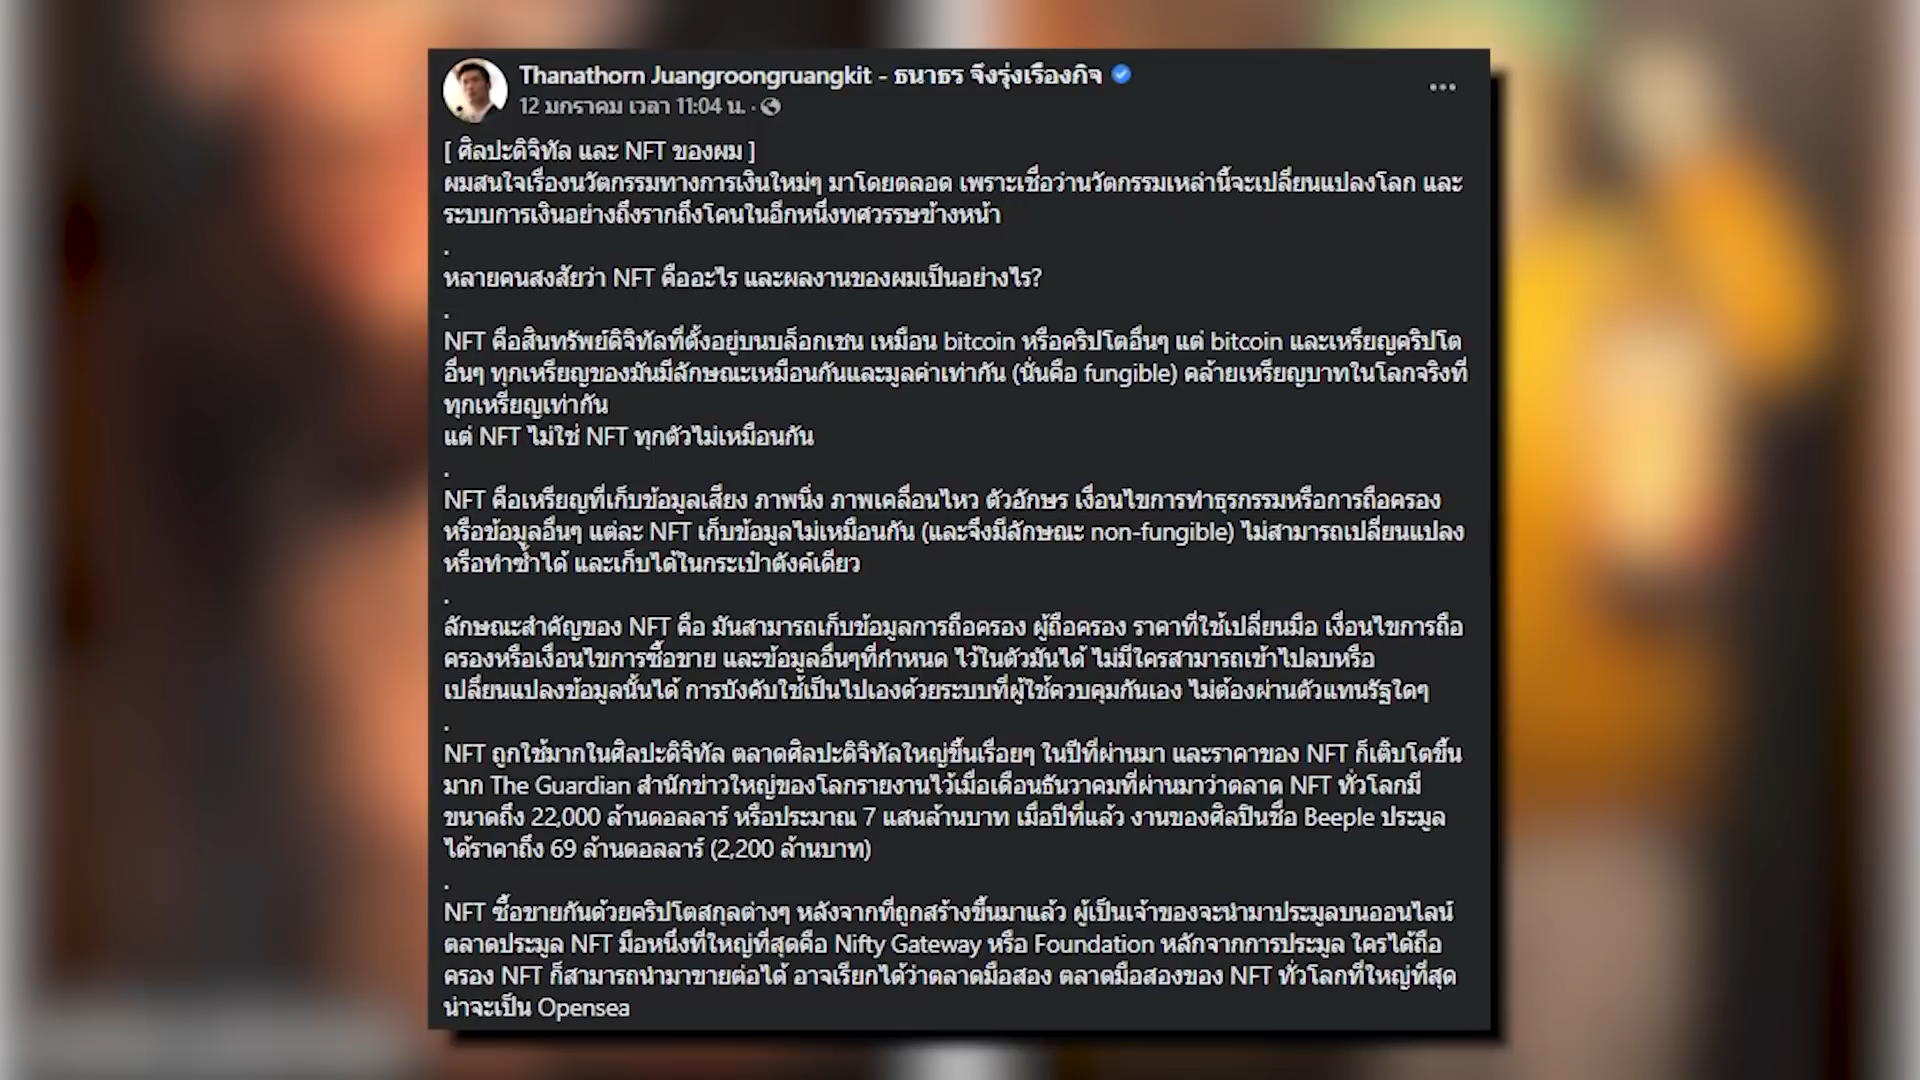 Thanathorn Juangroongruangkit - ธนาธร จึงรุ่งเรืองกิจ
12 มกราคม เวลา 11:04 น. ·
[ ศิลปะดิจิทัล และ NFT ของผม ]
ผมสนใจเรื่องนวัตกรรมทางการเงินใหม่ๆ มาโดยตลอด เพราะเชื่อว่านวัตกรรมเหล่านี้จะเปลี่ยนแปลงโลก และ
ระบบการเงินอย่างถึงรากถึงโคนในอีกหนึ่งทศวรรษข้างหน้า
.
หลายคนสงสัยว่า NFT คืออะไร และผลงานของผมเป็นอย่างไร?
.
NFT คือสินทรัพย์ดิจิทัลที่ตั้งอยู่บนบล็อกเชน เหมือน bitcoin หรือคริปโตอื่นๆ แต่ bitcoin และเหรียญคริปโต
อื่นๆ ทุกเหรียญของมันมีลักษณะเหมือนกันและมูลค่าเท่ากัน (นั่นคือ fungible) คล้ายเหรียญบาทในโลกจริงที่
ทุกเหรียญเท่ากัน
แต่ NFT ไม่ใช่ NFT ทุกตัวไม่เหมือนกัน
.
NFT คือเหรียญที่เก็บข้อมูลเสียง ภาพนิ่ง ภาพเคลื่อนไหว ตัวอักษร เงื่อนไขการทำธุรกรรมหรือการถือครอง
หรือข้อมูลอื่นๆ แต่ละ NFT เก็บข้อมูลไม่เหมือนกัน (และจึงมีลักษณะ non-fungible) ไม่สามารถเปลี่ยนแปลง
หรือทำซ้ำได้ และเก็บได้ในกระเป๋าตังค์เดียว
.
ลักษณะสำคัญของ NFT คือ มันสามารถเก็บข้อมูลการถือครอง ผู้ถือครอง ราคาที่ใช้เปลี่ยนมือ เงื่อนไขการถือ
ครองหรือเงื่อนไขการซื้อขาย และข้อมูลอื่นๆที่กำหนด ไว้ในตัวมันได้ ไม่มีใครสามารถเข้าไปลบหรือ
เปลี่ยนแปลงข้อมูลนั้นได้ การบังคับใช้เป็นไปเองด้วยระบบที่ผู้ใช้ควบคุมกันเอง ไม่ต้องผ่านตัวแทนรัฐใดๆ
.
NFT ถูกใช้มากในศิลปะดิจิทัล ตลาดศิลปะดิจิทัลใหญ่ขึ้นเรื่อยๆ ในปีที่ผ่านมา และราคาของ NFT ก็เติบโตขึ้น
มาก The Guardian สำนักข่าวใหญ่ของโลกรายงานไว้เมื่อเดือนธันวาคมที่ผ่านมาว่าตลาด NFT ทั่วโลกมี
ขนาดถึง 22,000 ล้านดอลลาร์ หรือประมาณ 7 แสนล้านบาท เมื่อปีที่แล้ว งานของศิลปินชื่อ Beeple ประมูล
ได้ราคาถึง 69 ล้านดอลลาร์ (2,200 ล้านบาท)
.
NFT ซื้อขายกันด้วยคริปโตสกุลต่างๆ หลังจากที่ถูกสร้างขึ้นมาแล้ว ผู้เป็นเจ้าของจะนำมาประมูลบนออนไลน์
ตลาดประมูล NFT มือหนึ่งที่ใหญ่ที่สุดคือ Nifty Gateway หรือ Foundation หลักจากการประมูล ใครได้ถือ
ครอง NFT ก็สามารถนำมาขายต่อได้ อาจเรียกได้ว่าตลาดมือสอง ตลาดมือสองของ NFT ทั่วโลกที่ใหญ่ที่สุด
น่าจะเป็น Opensea